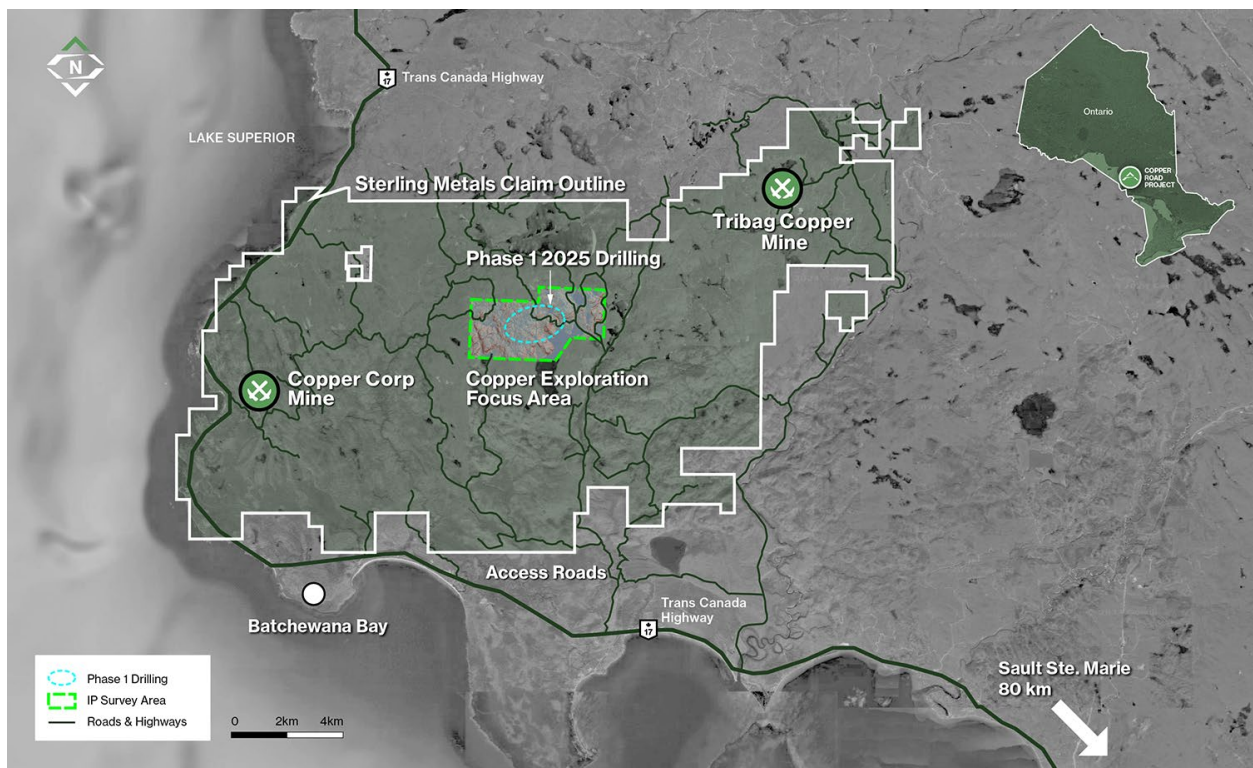 N
17
Trans Canada Highway
LAKE SUPERIOR
Ontario
COPPER
ROAD
PROJECT
Sterling Metals Claim Outline
Tribag Copper
Mine
Phase 1 2025 Drilling
Copper Corp
Mine
Copper Exploration
Focus Area
Access Roads
Batchewana Bay
Trans Canada
Highway
17
Sault Ste. Marie
80 km
Phase 1 Drilling
IP Survey Area
Roads & Highways
0 2km 4km